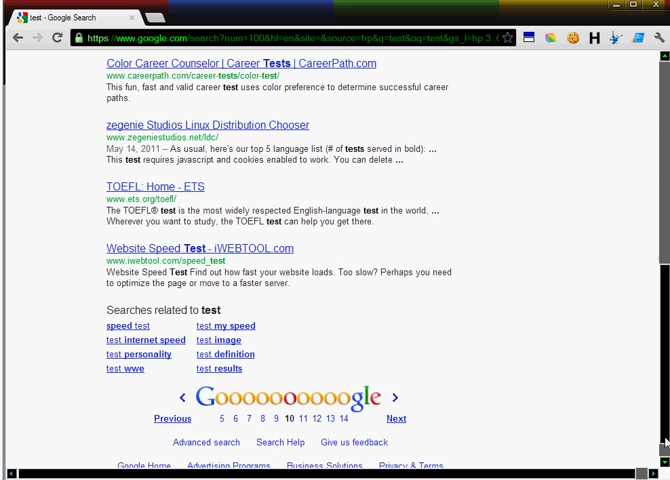 test - Google Search
https://www.google.com/search?num=100&hl=en&site=&source=hp&q=test&oq=test&gs_l=hp.3..0
Color Career Counselor | Career Tests | CareerPath.com
www.careerpath.com/career-tests/color-test/
This fun, fast and valid career test uses color preference to determine successful career
paths.
zegenie Studios Linux Distribution Chooser
www.zegeniestudios.net/ldc/
May 14, 2011 – As usual, here's our top 5 language list (# of tests served in bold): ...
This test requires javascript and cookies enabled to work. You can delete ...
TOEFL: Home - ETS
www.ets.org/toefl/
The TOEFL® test is the most widely respected English-language test in the world, ...
Wherever you want to study, the TOEFL test can help you get there.
Website Speed Test - iWEBTOOL.com
www.iwebtool.com/speed_test
Website Speed Test Find out how fast your website loads. Too slow? Perhaps you need
to optimize the page or move to a faster server.
Searches related to test
speed test test my speed
test internet speed test image
test personality test definition
test wwe test results
Goooooooooogle
Previous 5 6 7 8 9 10 11 12 13 14 Next
Advanced search Search Help Give us feedback
Google Home Advertising Programs Business Solutions Privacy & Terms